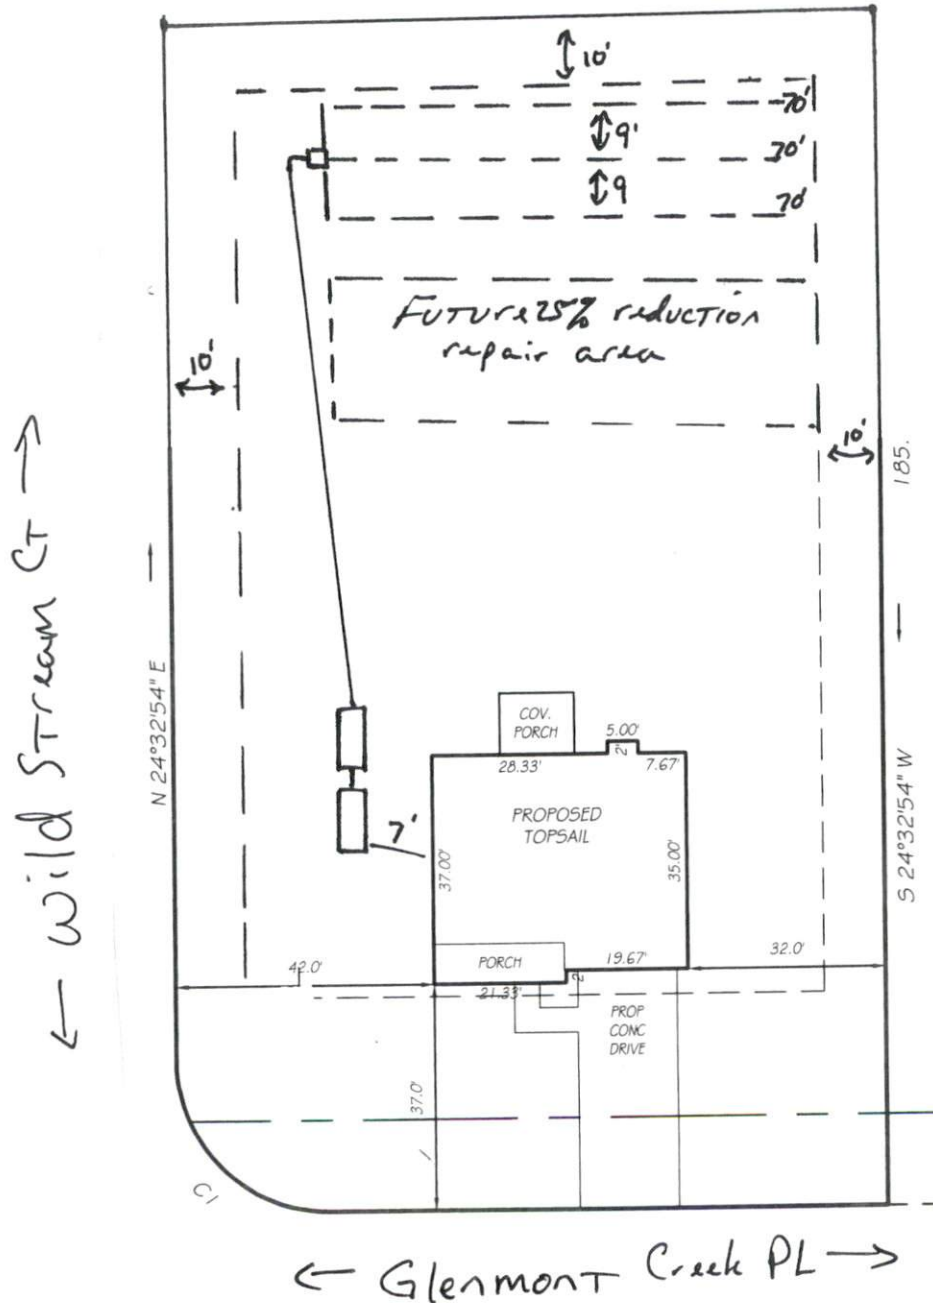 10'
70'
9'
70'
9
70'
Future 25% reduction
repair area
10'
10'
185.
← Wild Stream CT →
N 24°32'54" E
S 24°32'54" W
COV.
PORCH
5.00'
2'
28.33'
7.67'
PROPOSED
TOPSAIL
7'
37.00'
35.00'
PORCH
19.67'
32.0'
42.0'
21.33'
2'
PROP
CONC
DRIVE
37.0'
C1
← Glenmont Creek PL →